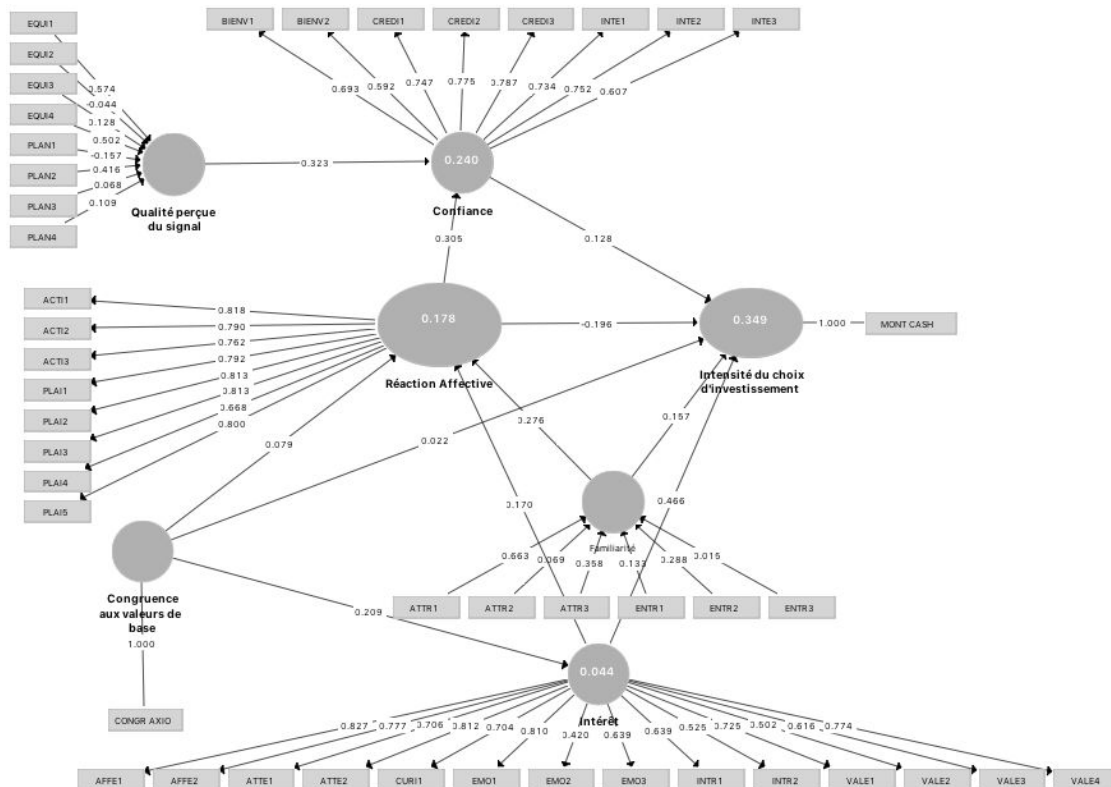 EQUI1
EQUI2
EQUI3
EQUI4
PLAN1
PLAN2
PLAN3
PLAN4
0.574
-0.044
0.128
0.502
-0.157
0.416
0.068
0.109
Qualité perçue
du signal
0.323
BIENV1
BIENV2
CREDI1
CREDI2
CREDI3
INTE1
INTE2
INTE3
0.693
0.592
0.747
0.775
0.787
0.734
0.752
0.607
0.240
Confiance
0.305
0.128
ACTI1
ACTI2
ACTI3
PLAI1
PLAI2
PLAI3
PLAI4
PLAI5
0.818
0.790
0.762
0.792
0.813
0.813
0.668
0.800
0.178
Réaction Affective
-0.196
0.349
Intensité du choix
d'investissement
1.000
MONT CASH
0.079
0.022
0.276
0.157
0.170
0.466
Familiarité
0.663
0.069
0.358
0.133
0.288
0.015
ATTR1
ATTR2
ATTR3
ENTR1
ENTR2
ENTR3
Congruence
aux valeurs de
base
1.000
CONGR AXIO
0.209
0.044
Intérêt
0.827
0.777
0.706
0.812
0.704
0.810
0.420
0.639
0.639
0.525
0.725
0.502
0.616
0.774
AFFE1
AFFE2
ATTE1
ATTE2
CURI1
EMO1
EMO2
EMO3
INTR1
INTR2
VALE1
VALE2
VALE3
VALE4